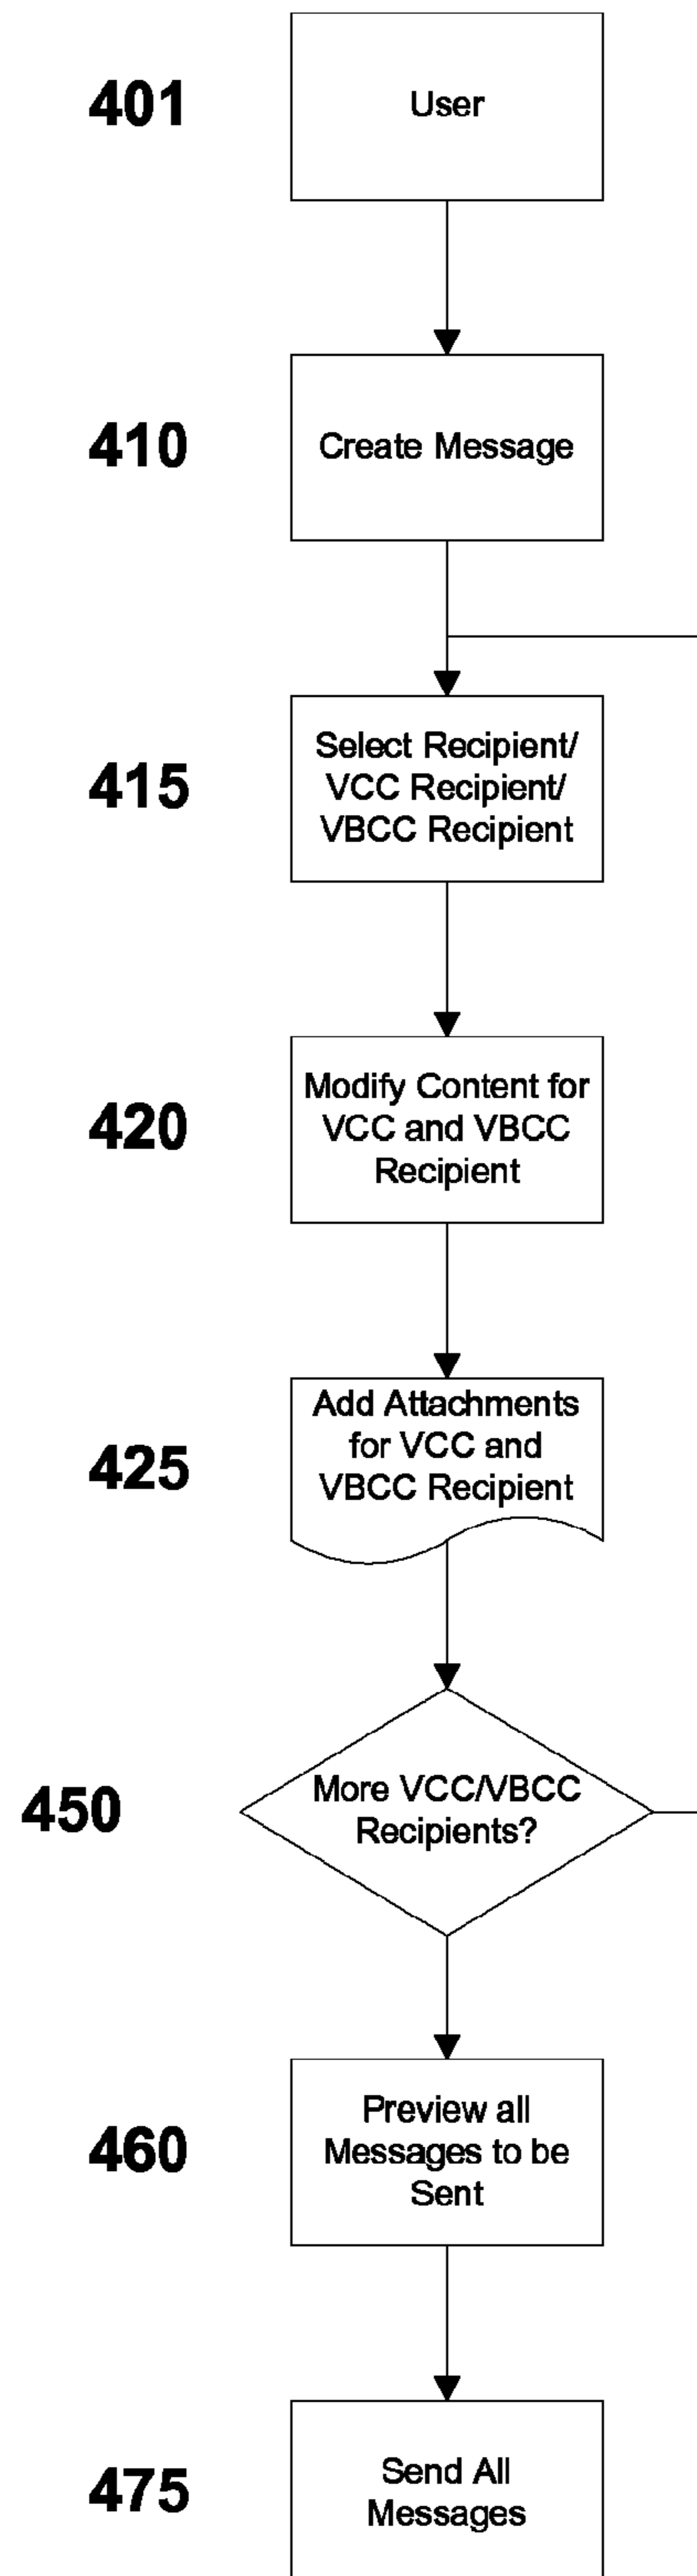 401
User
410
Create Message
415
Select Recipient/
VCC Recipient/
VBCC Recipient
420
Modify Content for
VCC and VBCC
Recipient
425
Add Attachments
for VCC and
VBCC Recipient
450
More VCC/VBCC
Recipients?
460
Preview all
Messages to be
Sent
475
Send All
Messages